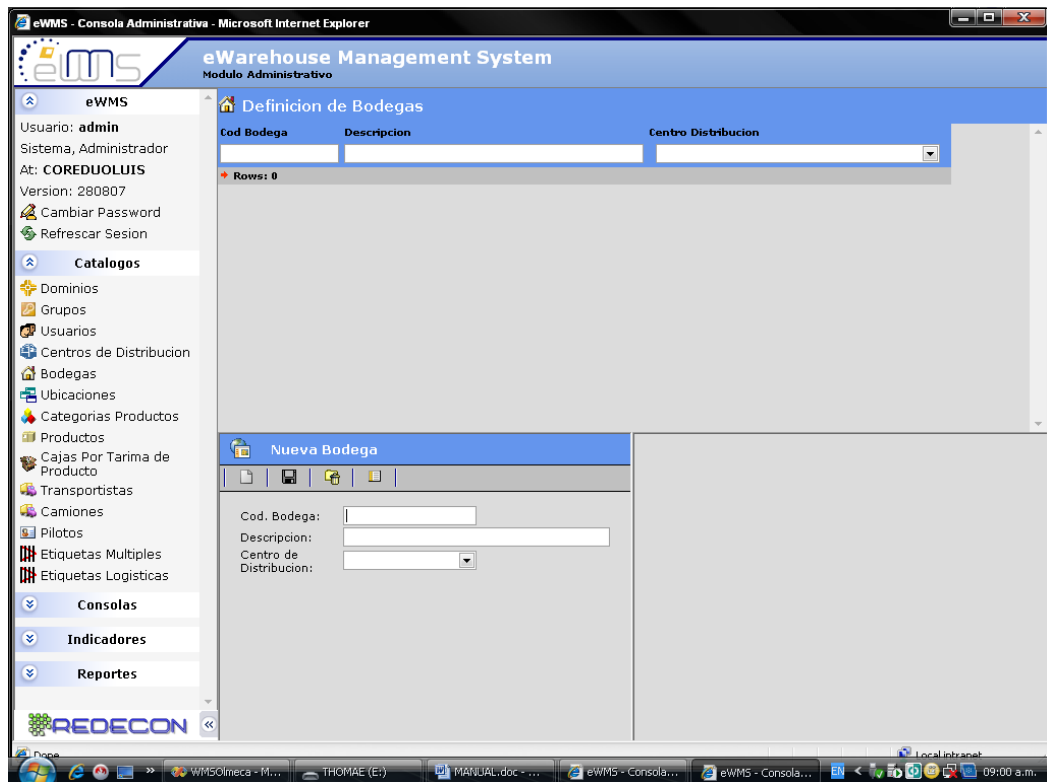 eWMS - Consola Administrativa - Microsoft Internet Explorer
eWMS
eWarehouse Management System
Modulo Administrativo
eWMS
Usuario: admin
Sistema, Administrador
At: COREDUOLUIS
Version: 280807
Cambiar Password
Refrescar Sesion
Catalogos
Dominios
Grupos
Usuarios
Centros de Distribucion
Bodegas
Ubicaciones
Categorias Productos
Productos
Cajas Por Tarima de
Producto
Transportistas
Camiones
Pilotos
Etiquetas Multiples
Etiquetas Logisticas
Consolas
Indicadores
Reportes
REDECON
Definicion de Bodegas
Cod Bodega Descripcion Centro Distribucion
Rows: 0
Nueva Bodega
Cod. Bodega:
Descripcion:
Centro de
Distribucion:
Done Local intranet
WMSOlmeca - M... THOMAE (E:) MANUAL.doc - ... eWMS - Consola... eWMS - Consola... EN 09:00 a.m.